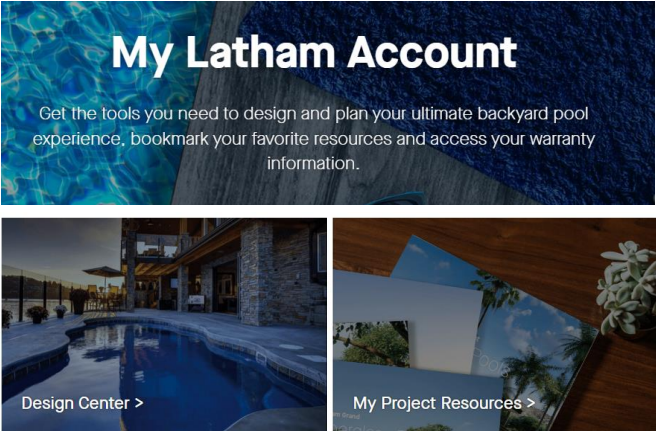 My Latham Account
Get the tools you need to design and plan your ultimate backyard pool
experience, bookmark your favorite resources and access your warranty
information.
Design Center >
My Project Resources >